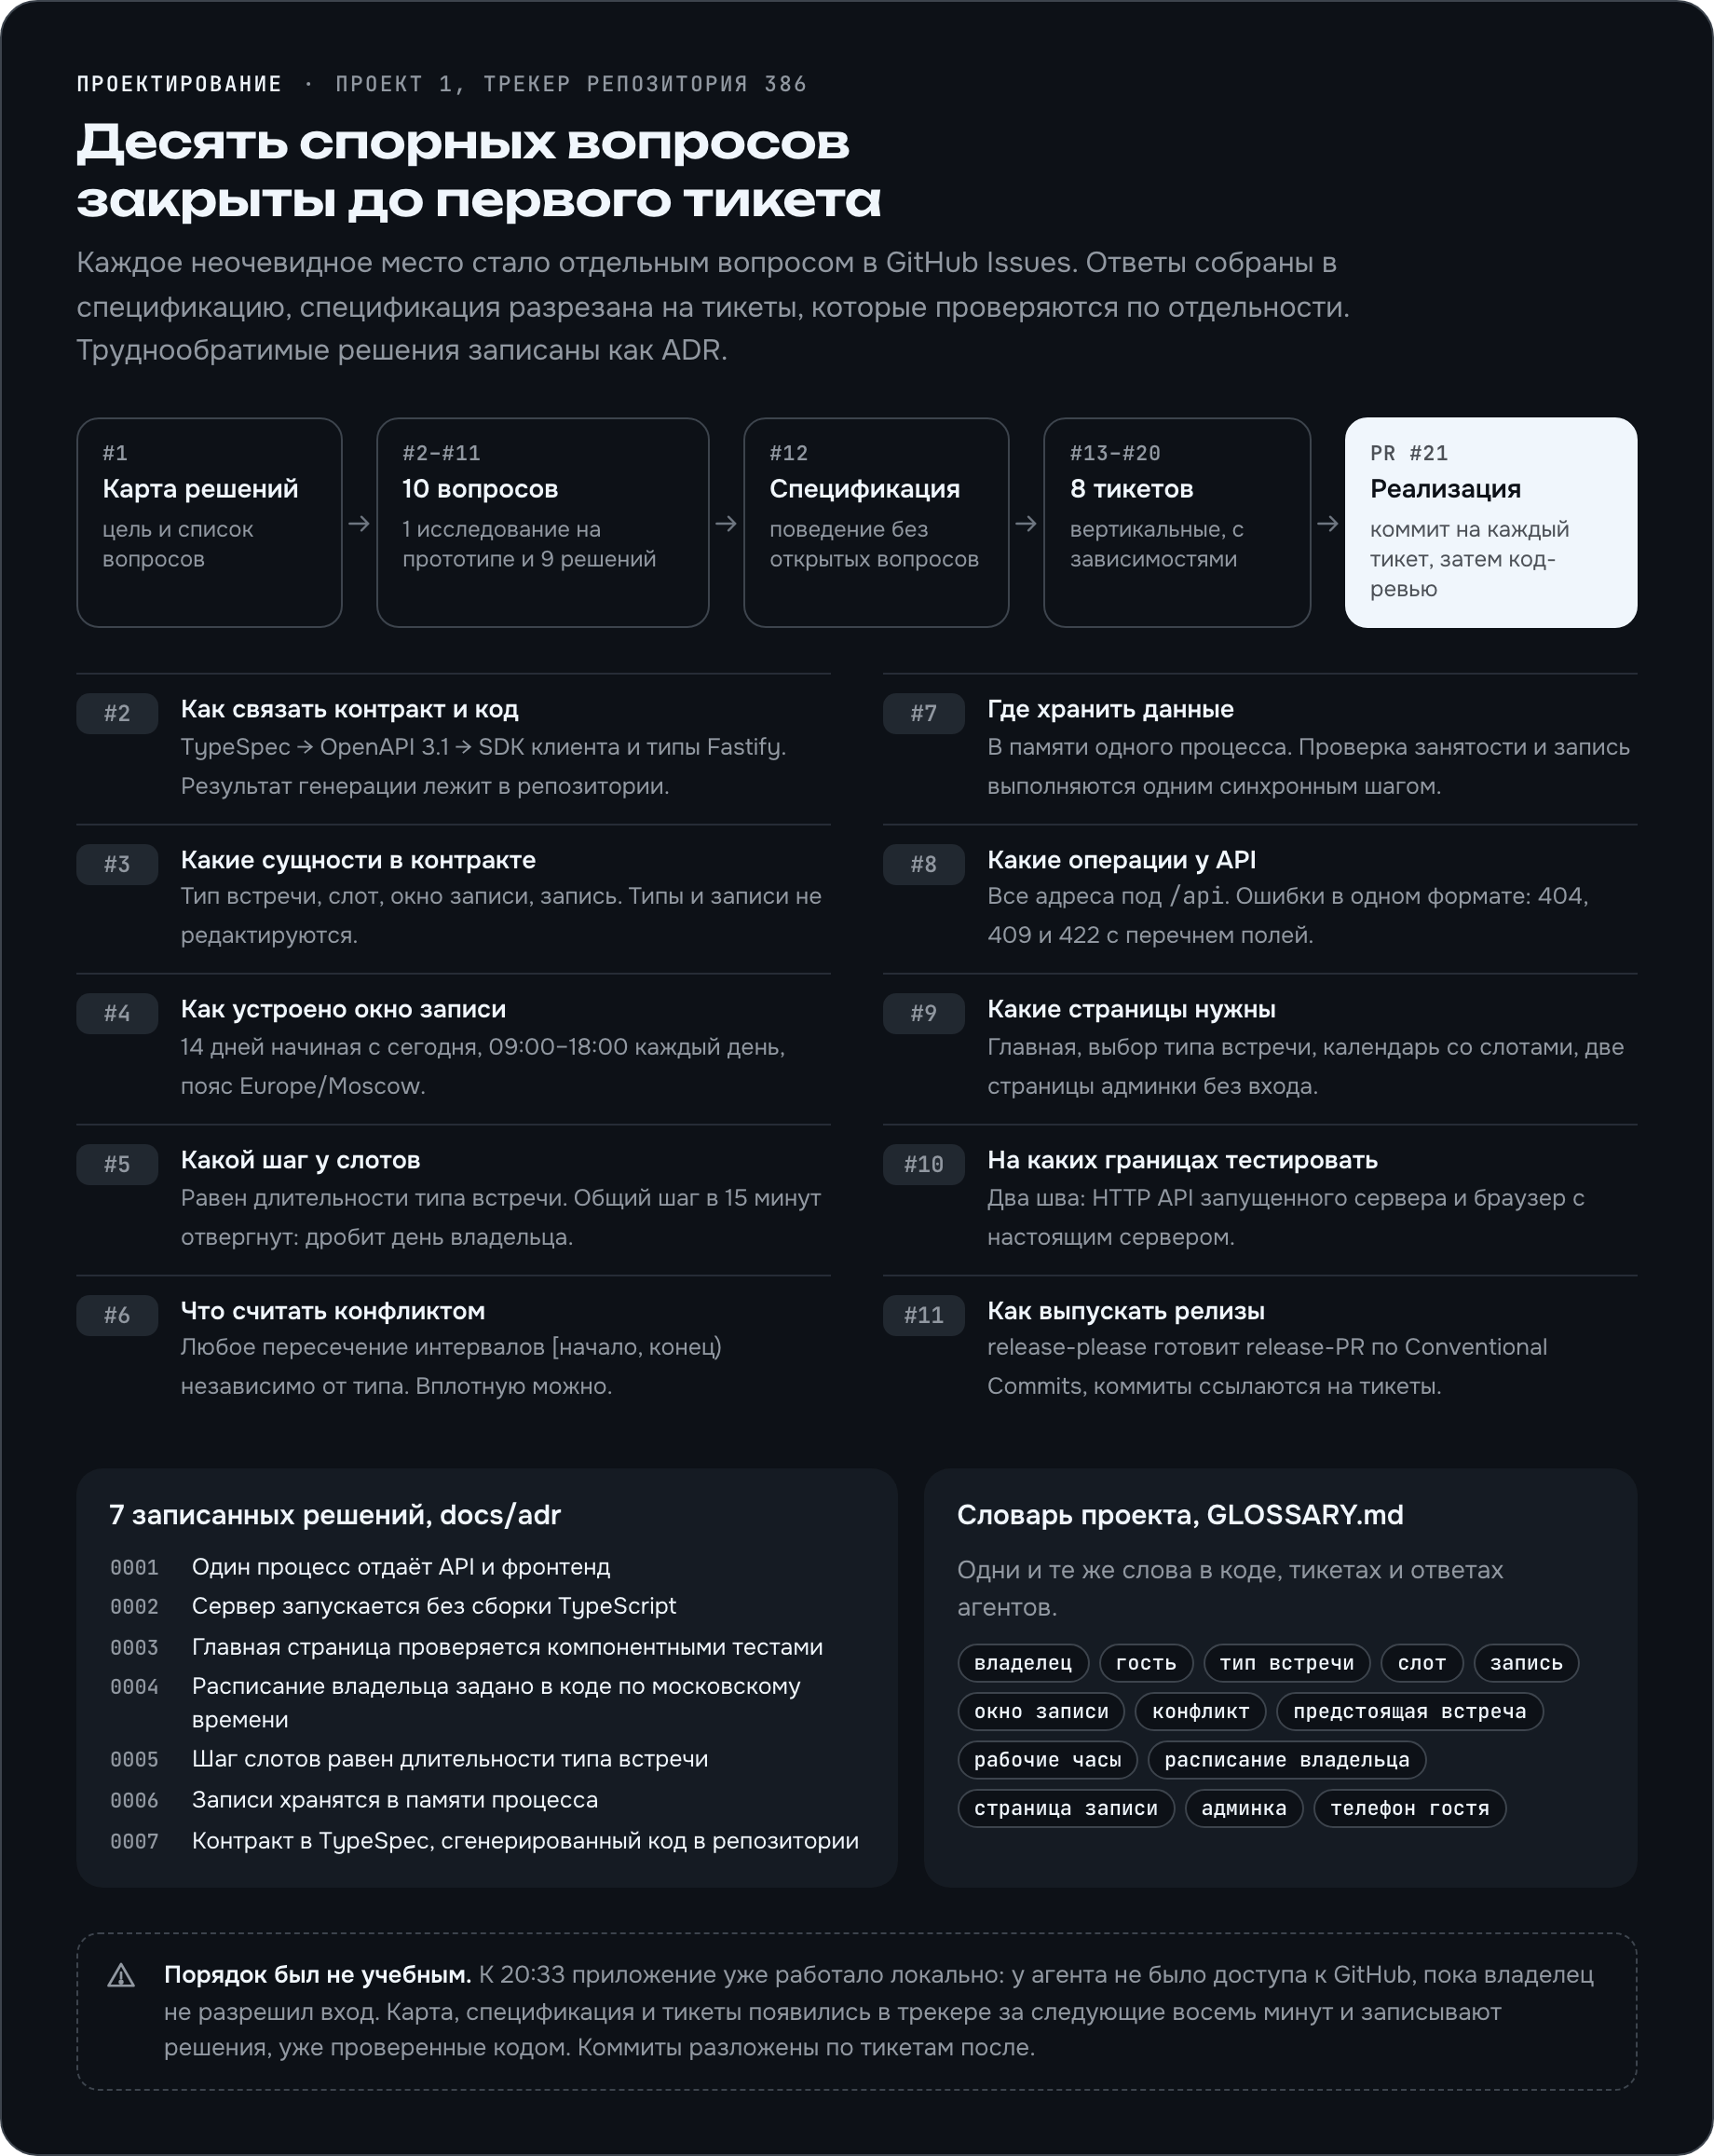 ПРОЕКТИРОВАНИЕ · ПРОЕКТ 1, ТРЕКЕР РЕПОЗИТОРИЯ 386
Десять спорных вопросов
закрыты до первого тикета
Каждое неочевидное место стало отдельным вопросом в GitHub Issues. Ответы собраны в
спецификацию, спецификация разрезана на тикеты, которые проверяются по отдельности.
Труднообратимые решения записаны как ADR.
#1
Карта решений
цель и список
вопросов
→
#2–#11
10 вопросов
1 исследование на
прототипе и 9 решений
→
#12
Спецификация
поведение без
открытых вопросов
→
#13–#20
8 тикетов
вертикальные, с
зависимостями
→
PR #21
Реализация
коммит на каждый
тикет, затем код-
ревью
#2
Как связать контракт и код
TypeSpec → OpenAPI 3.1 → SDK клиента и типы Fastify.
Результат генерации лежит в репозитории.
#3
Какие сущности в контракте
Тип встречи, слот, окно записи, запись. Типы и записи не
редактируются.
#4
Как устроено окно записи
14 дней начиная с сегодня, 09:00–18:00 каждый день,
пояс Europe/Moscow.
#5
Какой шаг у слотов
Равен длительности типа встречи. Общий шаг в 15 минут
отвергнут: дробит день владельца.
#6
Что считать конфликтом
Любое пересечение интервалов [начало, конец)
независимо от типа. Вплотную можно.
#7
Где хранить данные
В памяти одного процесса. Проверка занятости и запись
выполняются одним синхронным шагом.
#8
Какие операции у API
Все адреса под /api. Ошибки в одном формате: 404,
409 и 422 с перечнем полей.
#9
Какие страницы нужны
Главная, выбор типа встречи, календарь со слотами, две
страницы админки без входа.
#10
На каких границах тестировать
Два шва: HTTP API запущенного сервера и браузер с
настоящим сервером.
#11
Как выпускать релизы
release-please готовит release-PR по Conventional
Commits, коммиты ссылаются на тикеты.
7 записанных решений, docs/adr
0001 Один процесс отдаёт API и фронтенд
0002 Сервер запускается без сборки TypeScript
0003 Главная страница проверяется компонентными тестами
0004 Расписание владельца задано в коде по московскому
времени
0005 Шаг слотов равен длительности типа встречи
0006 Записи хранятся в памяти процесса
0007 Контракт в TypeSpec, сгенерированный код в репозитории
Словарь проекта, GLOSSARY.md
Одни и те же слова в коде, тикетах и ответах
агентов.
владелец гость тип встречи слот запись
окно записи конфликт предстоящая встреча
рабочие часы расписание владельца
страница записи админка телефон гостя
Порядок был не учебным. К 20:33 приложение уже работало локально: у агента не было доступа к GitHub, пока владелец
не разрешил вход. Карта, спецификация и тикеты появились в трекере за следующие восемь минут и записывают
решения, уже проверенные кодом. Коммиты разложены по тикетам после.